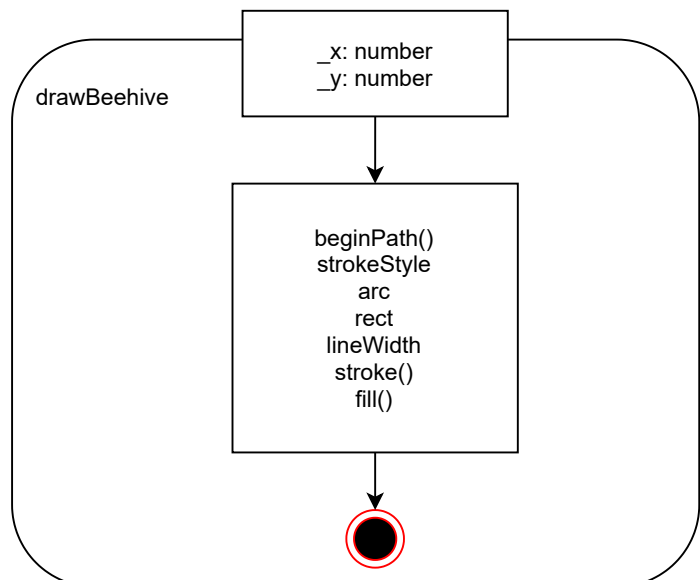 _x: number
_y: number
drawBeehive
beginPath()
strokeStyle
arc
rect
lineWidth
stroke()
fill()